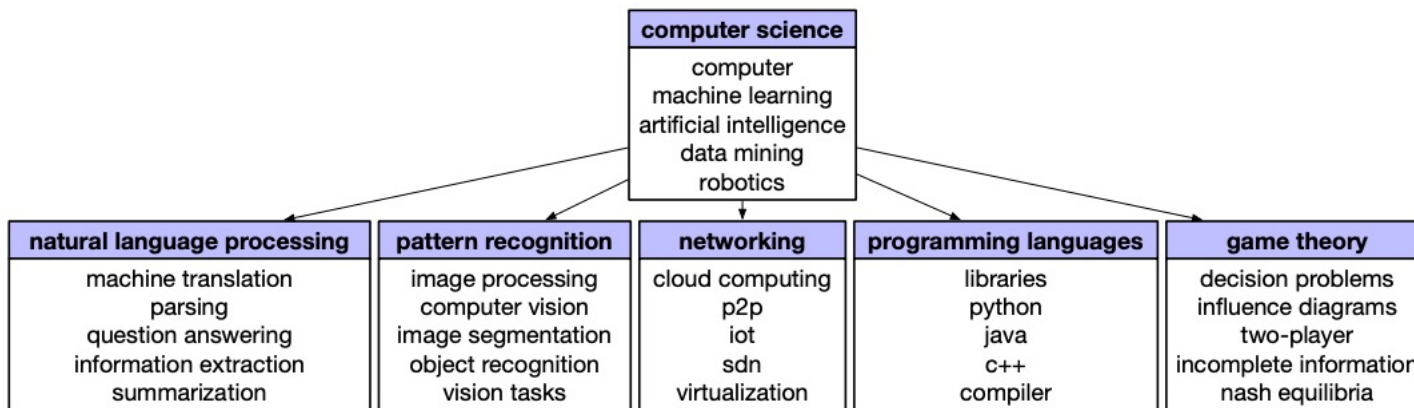 computer science
computer
machine learning
artificial intelligence
data mining
robotics
natural language processing
machine translation
parsing
question answering
information extraction
summarization
pattern recognition
image processing
computer vision
image segmentation
object recognition
vision tasks
networking
cloud computing
p2p
iot
sdn
virtualization
programming languages
libraries
python
java
c++
compiler
game theory
decision problems
influence diagrams
two-player
incomplete information
nash equilibria